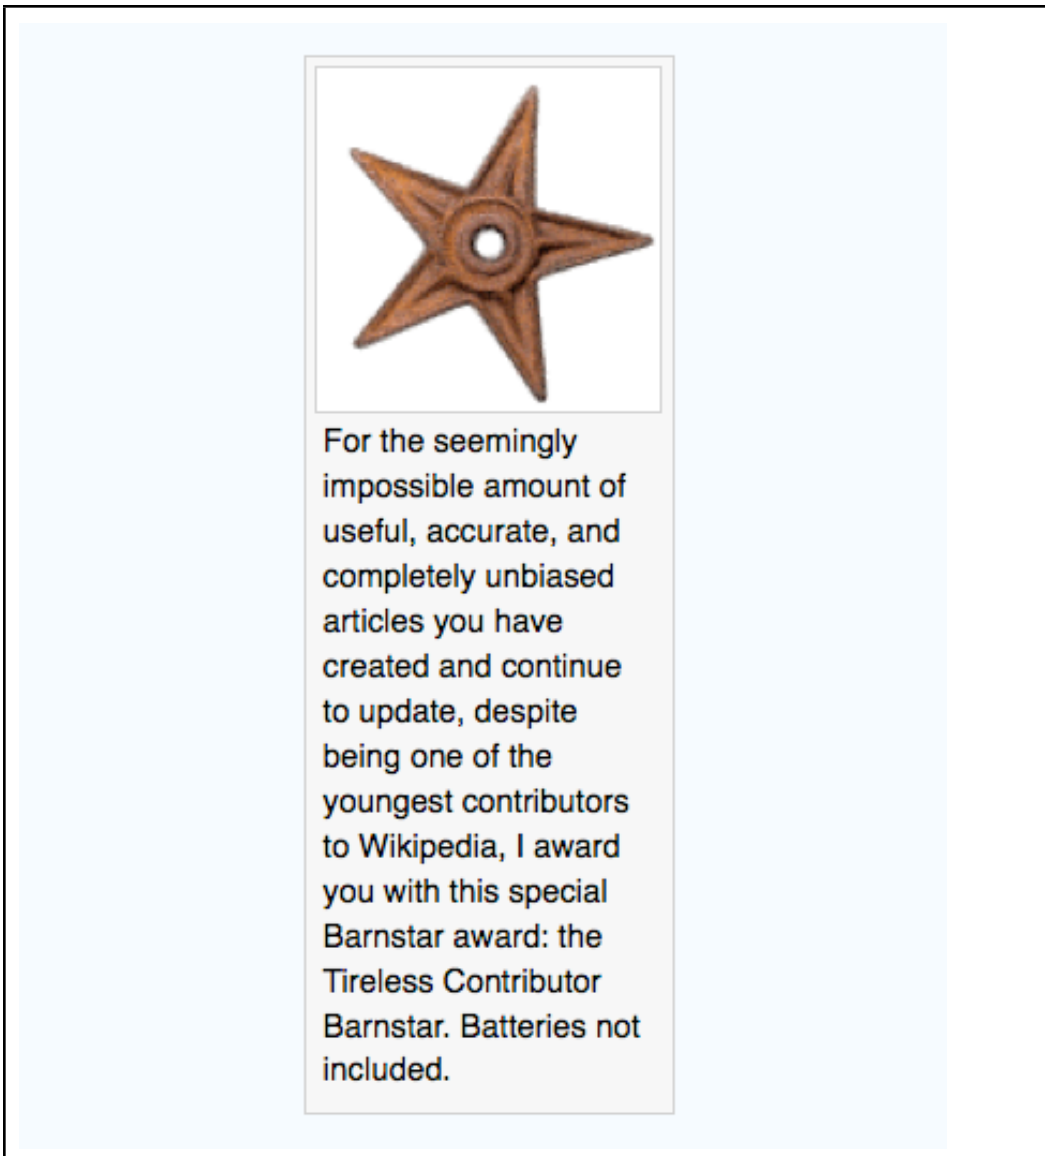 For the seemingly
impossible amount of
useful, accurate, and
completely unbiased
articles you have
created and continue
to update, despite
being one of the
youngest contributors
to Wikipedia, I award
you with this special
Barnstar award: the
Tireless Contributor
Barnstar. Batteries not
included.